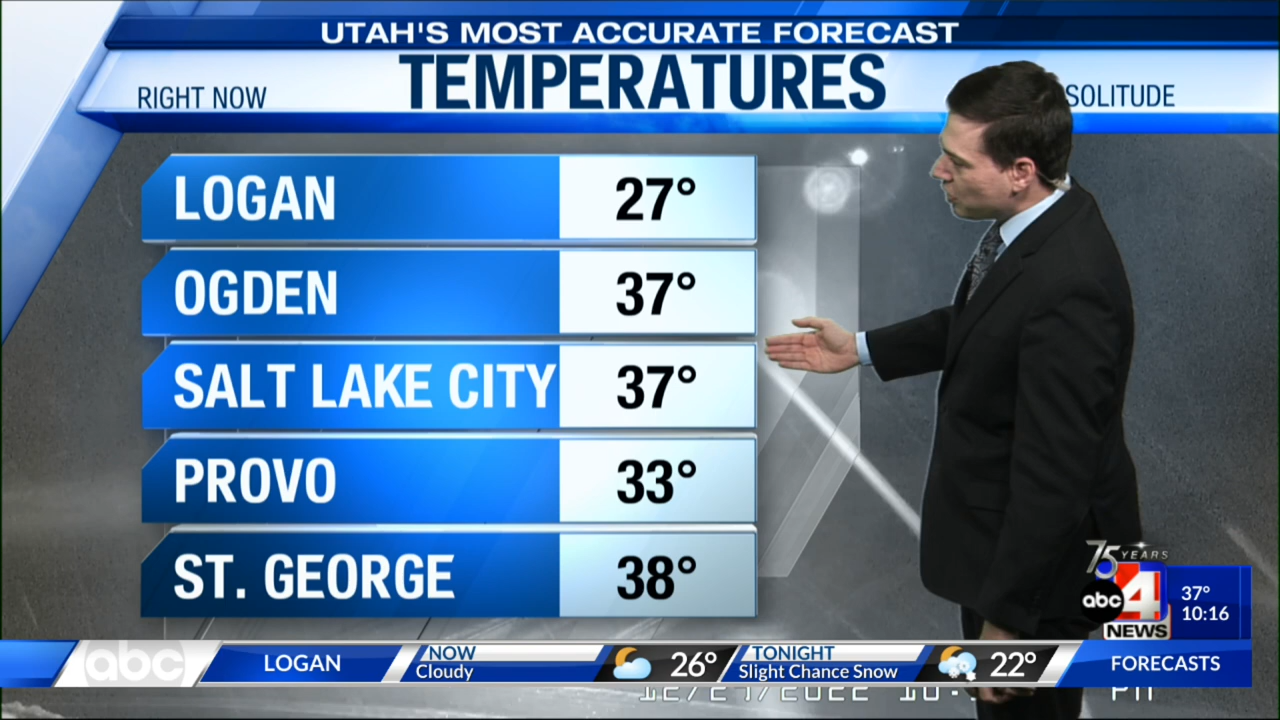 UTAH'S MOST ACCURATE FORECAST
RIGHT NOW
TEMPERATURES
SOLITUDE
LOGAN 27°
OGDEN 37°
SALT LAKE CITY 37°
PROVO 33°
ST. GEORGE 38°
75 YEARS
abc 4
NEWS
37°
10:16
abc
LOGAN
NOW
Cloudy
26°
TONIGHT
Slight Chance Snow
22°
FORECASTS